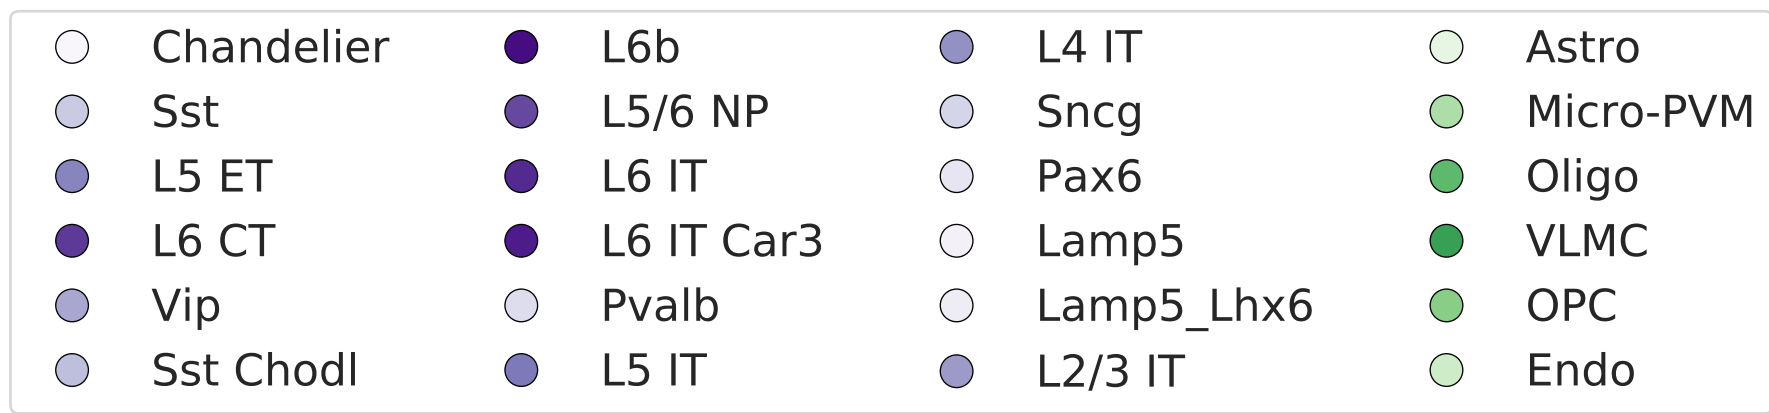 Chandelier
Sst
L5 ET
L6 CT
Vip
Sst Chodl
L6b
L5/6 NP
L6 IT
L6 IT Car3
Pvalb
L5 IT
L4 IT
Sncg
Pax6
Lamp5
Lamp5_Lhx6
L2/3 IT
Astro
Micro-PVM
Oligo
VLMC
OPC
Endo